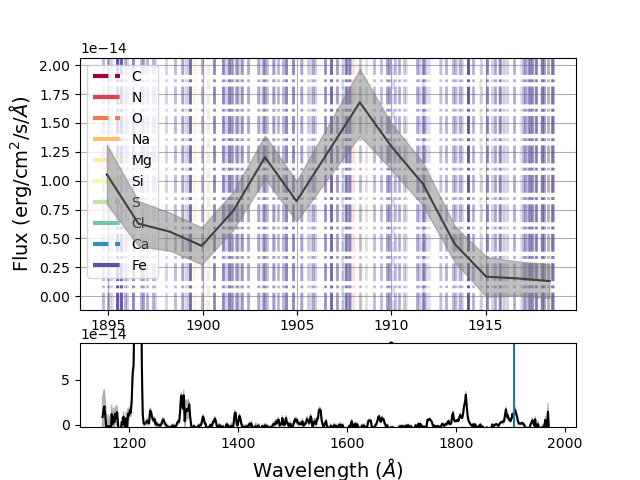 1e−14
2.00
1.75
1.50
1.25
1.00
0.75
0.50
0.25
0.00
Flux (erg/cm²/s/Å)
C
N
O
Na
Mg
Si
S
Cl
Ca
Fe
1895 1900 1905 1910 1915
1e−14
5
0
1200 1400 1600 1800 2000
Wavelength (Å)